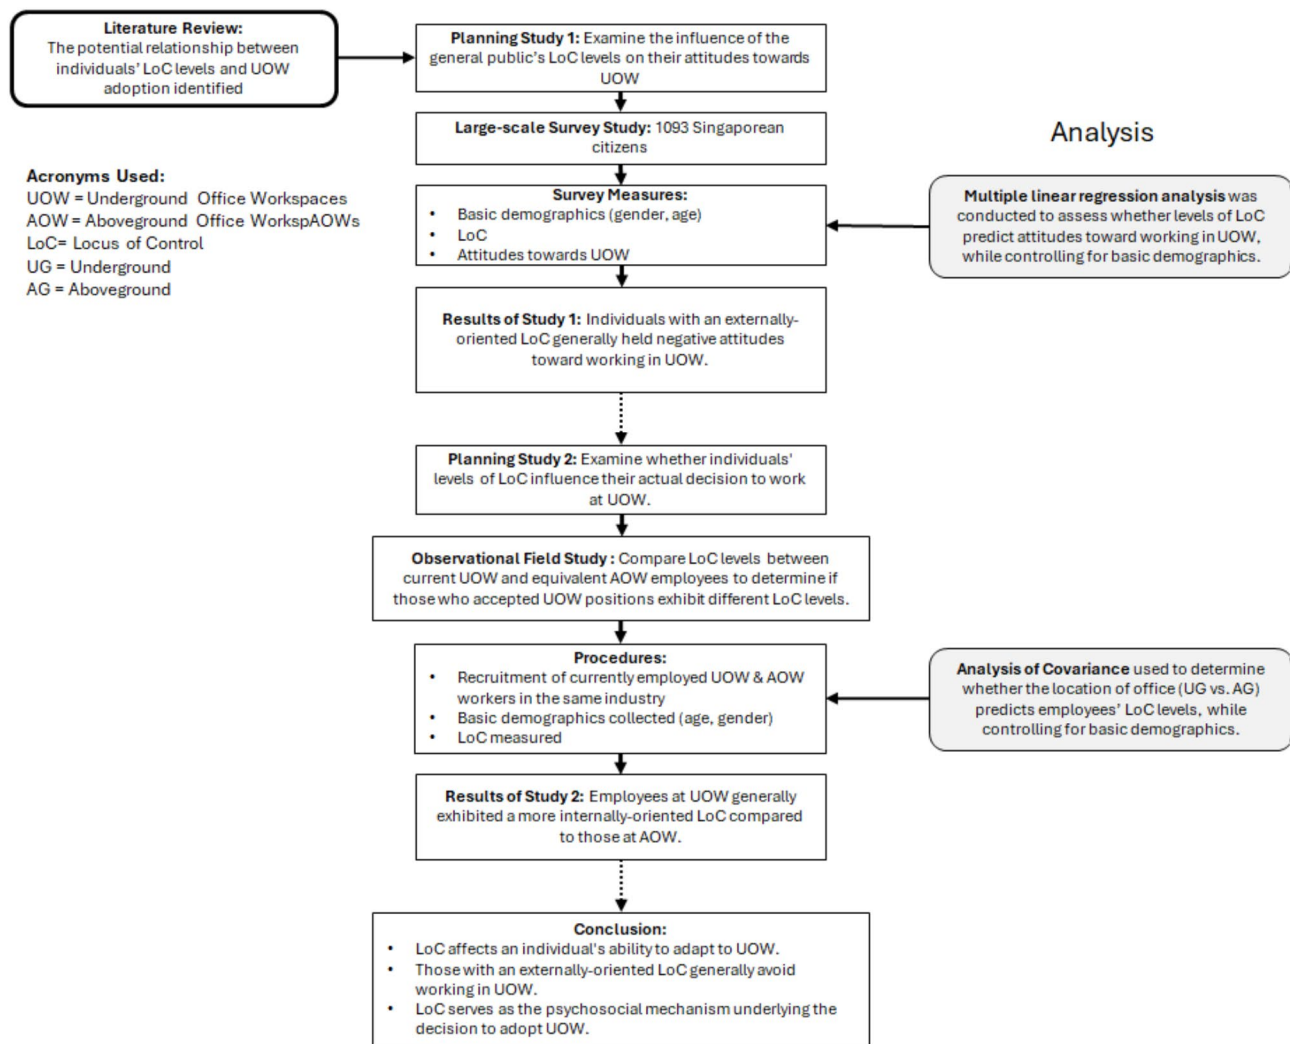 Literature Review:
The potential relationship between
individuals' LoC levels and UOW
adoption identified
Planning Study 1: Examine the influence of the
general public's LoC levels on their attitudes towards
UOW
Large-scale Survey Study: 1093 Singaporean
citizens
Analysis
Acronyms Used:
UOW = Underground Office Workspaces
AOW = Aboveground Office WorkspAOWs
LoC= Locus of Control
UG = Underground
AG = Aboveground
Survey Measures:
• Basic demographics (gender, age)
• LoC
• Attitudes towards UOW
Multiple linear regression analysis was
conducted to assess whether levels of LoC
predict attitudes toward working in UOW,
while controlling for basic demographics.
Results of Study 1: Individuals with an externally-
oriented LoC generally held negative attitudes
toward working in UOW.
Planning Study 2: Examine whether individuals'
levels of LoC influence their actual decision to work
at UOW.
Observational Field Study : Compare LoC levels between
current UOW and equivalent AOW employees to determine if
those who accepted UOW positions exhibit different LoC levels.
Procedures:
• Recruitment of currently employed UOW & AOW
workers in the same industry
• Basic demographics collected (age, gender)
• LoC measured
Analysis of Covariance used to determine
whether the location of office (UG vs. AG)
predicts employees' LoC levels, while
controlling for basic demographics.
Results of Study 2: Employees at UOW generally
exhibited a more internally-oriented LoC compared
to those at AOW.
Conclusion:
• LoC affects an individual's ability to adapt to UOW.
• Those with an externally-oriented LoC generally avoid
working in UOW.
• LoC serves as the psychosocial mechanism underlying the
decision to adopt UOW.